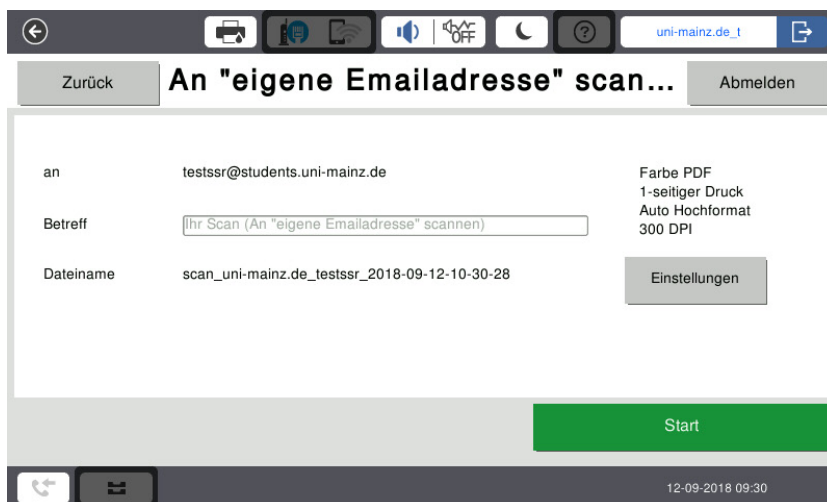 OFF
?
uni-mainz.de_t
Zurück
An "eigene Emailadresse" scan...
Abmelden
an
testssr@students.uni-mainz.de
Betreff
Ihr Scan (An "eigene Emailadresse" scannen)
Dateiname
scan_uni-mainz.de_testssr_2018-09-12-10-30-28
Farbe PDF
1-seitiger Druck
Auto Hochformat
300 DPI
Einstellungen
Start
12-09-2018 09:30